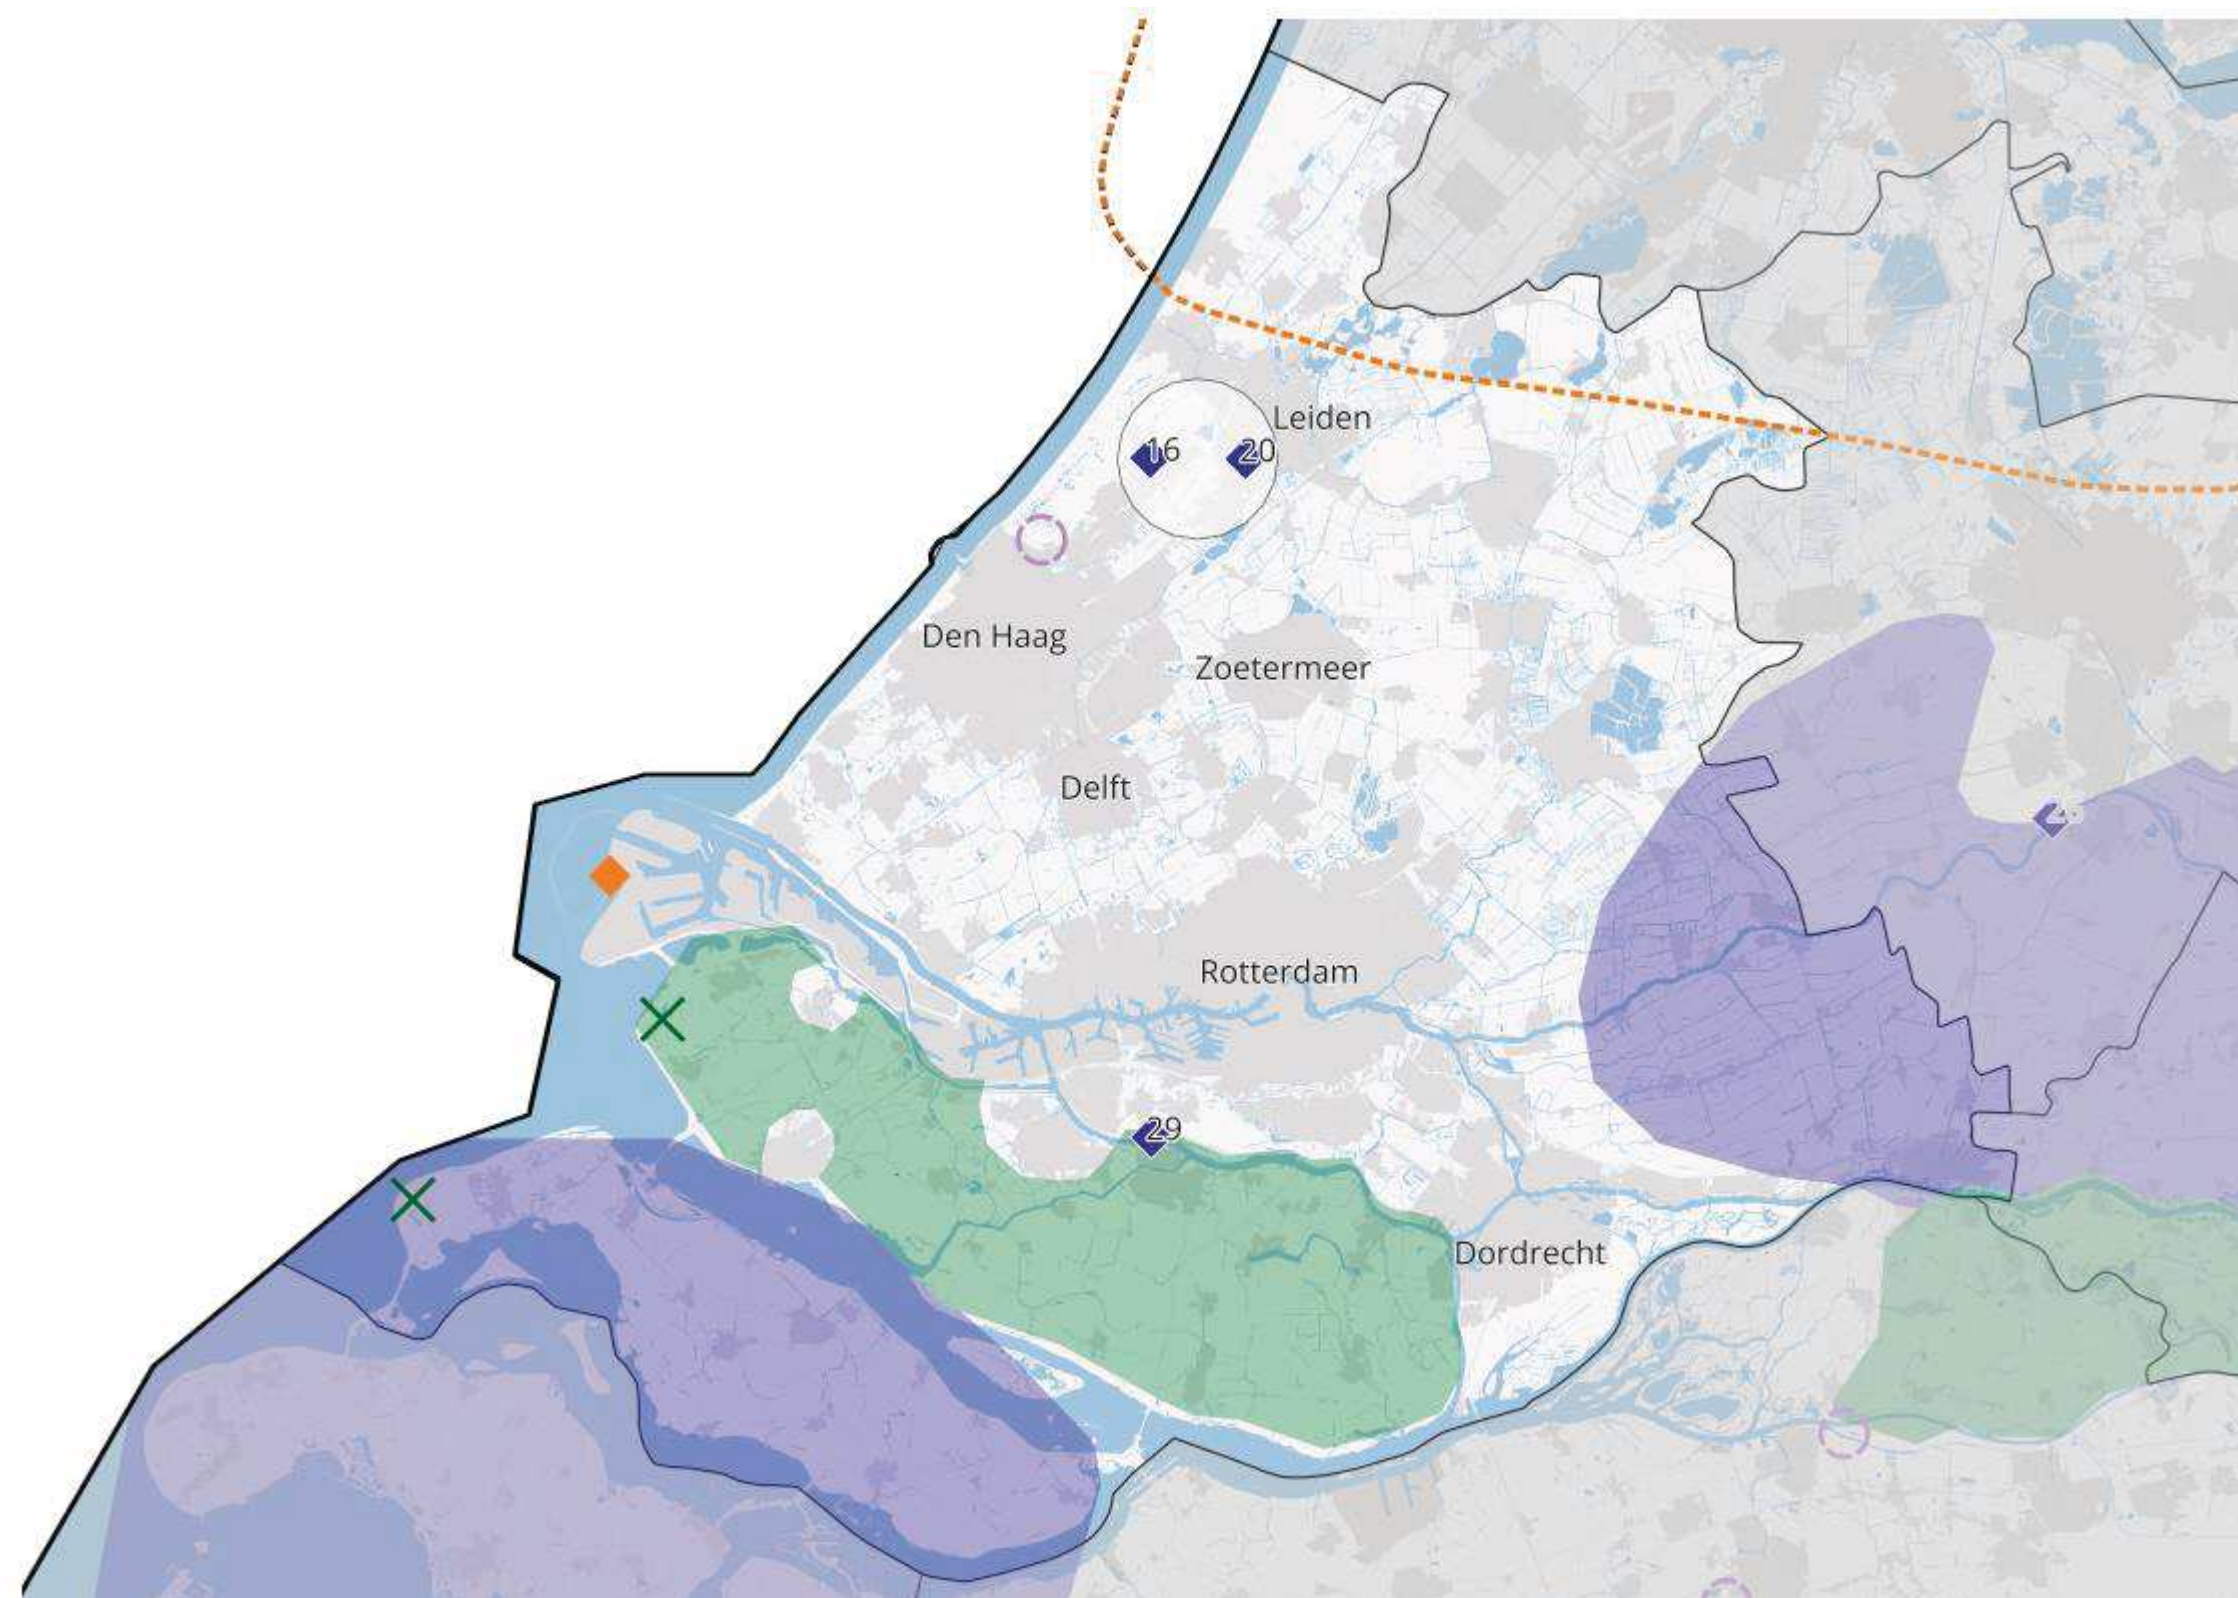 Leiden
16
20
Den Haag
Zoetermeer
Delft
Rotterdam
29
Dordrecht